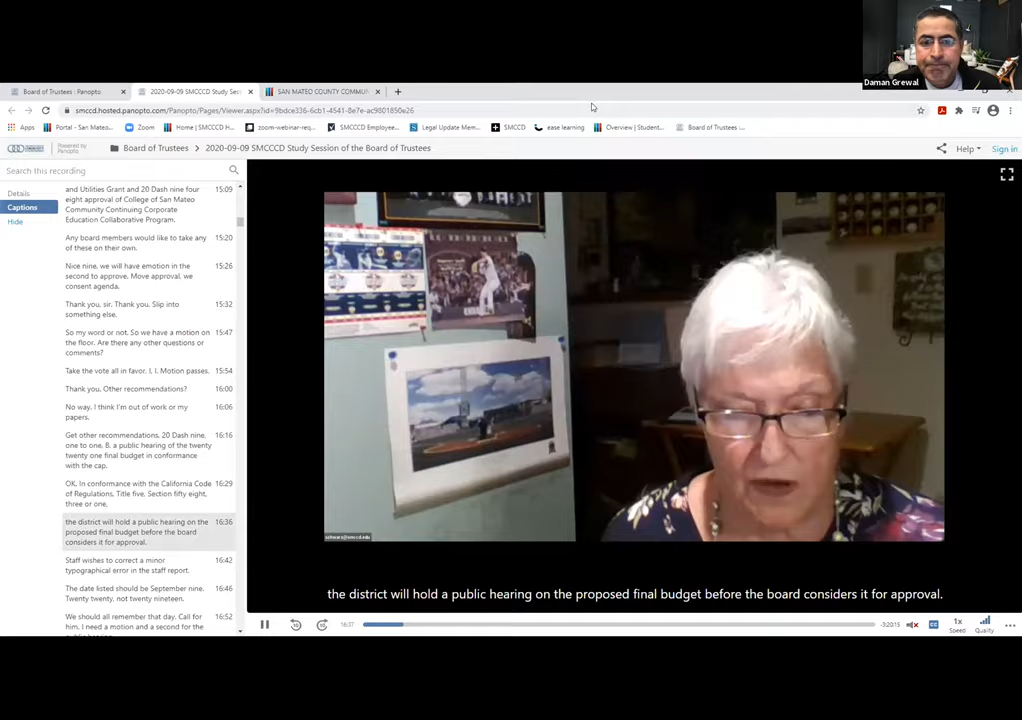 Daman Grewal
Board of Trustees : Panopto
2020-09-09 SMCCCD Study Ses
SAN MATEO COUNTY COMMUN
smccd.hosted.panopto.com/Panopto/Pages/Viewer.aspx?id=9bdce336-6cb1-4541-8e7e-ac9801850e26
Apps
Portal - San Mateo...
Zoom
Home | SMCCCD H...
zoom-webinar-req...
SMCCCD Employee...
Legal Update Mem...
SMCCD
ease learning
Overview | Student...
Board of Trustees :...
Powered by
Panopto
Board of Trustees
2020-09-09 SMCCCD Study Session of the Board of Trustees
Help
Sign in
Search this recording
Details
Captions
Hide
and Utilities Grant and 20 Dash nine four 15:09
eight approval of College of San Mateo
Community Continuing Corporate
Education Collaborative Program.
Any board members would like to take any 15:20
of these on their own.
Nice nine, we will have emotion in the 15:26
second to approve. Move approval, we
consent agenda.
Thank you, sir. Thank you. Slip into 15:32
something else.
So my word or not. So we have a motion on 15:47
the floor. Are there any other questions or
comments?
Take the vote all in favor. I, I. Motion passes. 15:54
Thank you, Other recommendations? 16:00
No way. I think I'm out of work or my 16:06
papers.
Get other recommendations, 20 Dash nine, 16:16
one to one, B. a public hearing of the twenty
twenty one final budget in conformance
with the cap.
OK, In conformance with the California Code 16:29
of Regulations, Title five, Section fifty eight,
three or one,
the district will hold a public hearing on the 16:36
proposed final budget before the board
considers it for approval.
Staff wishes to correct a minor 16:42
typographical error in the staff report.
The date listed should be September nine, 16:46
Twenty twenty, not twenty nineteen.
We should all remember that day. Call for 16:52
him. I need a motion and a second for the
schwarz@smccd.edu
the district will hold a public hearing on the proposed final budget before the board considers it for approval.
16:37
-3:20:15
CC
1x
Speed
Quality